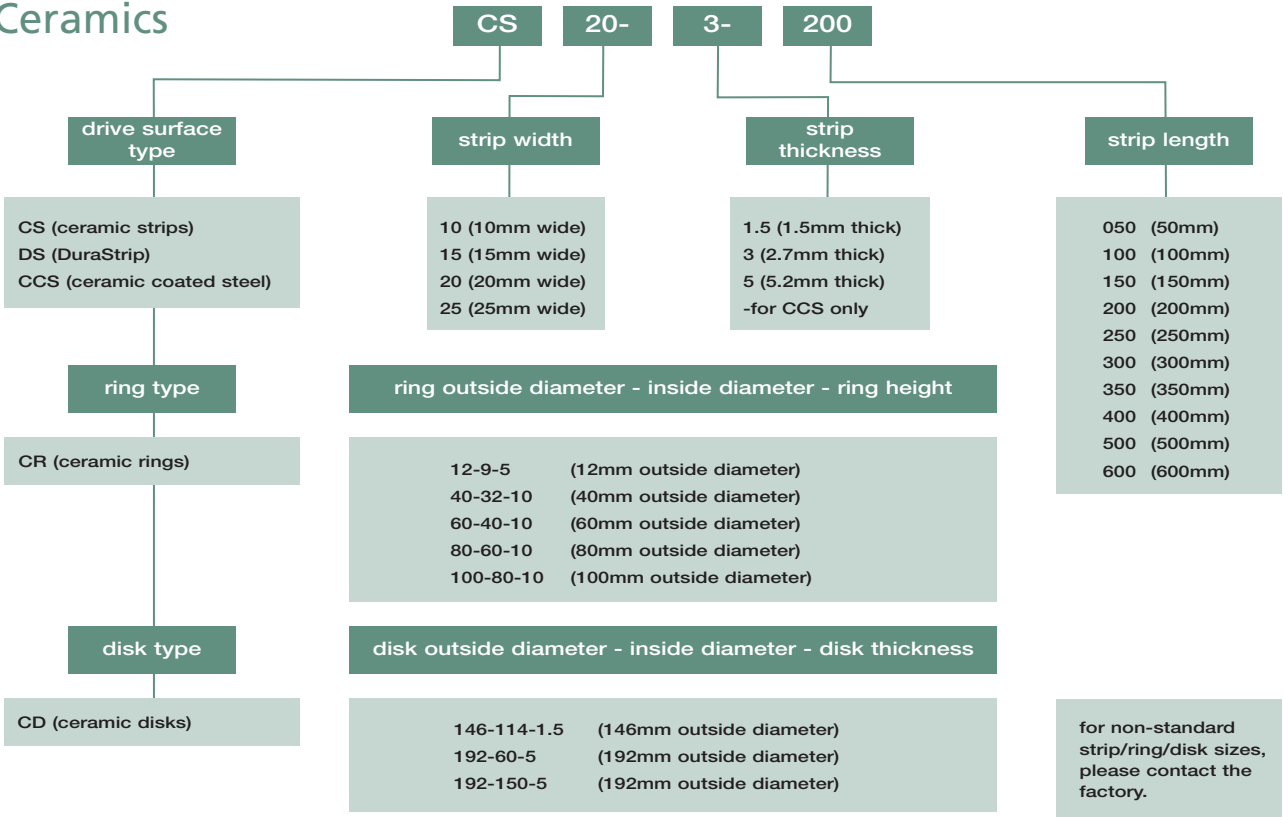 Ceramics
CS 20- 3- 200
drive surface
type
strip width
strip
thickness
strip length
CS (ceramic strips)
DS (DuraStrip)
CCS (ceramic coated steel)
10 (10mm wide)
15 (15mm wide)
20 (20mm wide)
25 (25mm wide)
1.5 (1.5mm thick)
3 (2.7mm thick)
5 (5.2mm thick)
-for CCS only
050 (50mm)
100 (100mm)
150 (150mm)
200 (200mm)
250 (250mm)
300 (300mm)
350 (350mm)
400 (400mm)
500 (500mm)
600 (600mm)
ring type
ring outside diameter - inside diameter - ring height
CR (ceramic rings)
12-9-5 (12mm outside diameter)
40-32-10 (40mm outside diameter)
60-40-10 (60mm outside diameter)
80-60-10 (80mm outside diameter)
100-80-10 (100mm outside diameter)
disk type
disk outside diameter - inside diameter - disk thickness
CD (ceramic disks)
146-114-1.5 (146mm outside diameter)
192-60-5 (192mm outside diameter)
192-150-5 (192mm outside diameter)
for non-standard
strip/ring/disk sizes,
please contact the
factory.